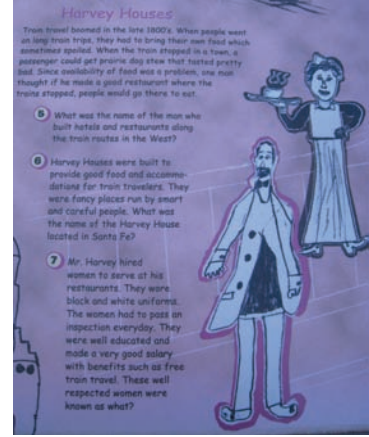 Harvey Houses
Train travel boomed in the late 1800's. When people went
on long train trips, they had to bring their own food which
sometimes spoiled. When the train stopped in a town, a
passenger could get prairie dog stew that tasted pretty
bad. Since availability of food was a problem, one man
thought if he made a good restaurant where the
trains stopped, people would go there to eat.
5 What was the name of the man who
built hotels and restaurants along
the train routes in the West?
6 Harvey Houses were built to
provide good food and accommo-
dations for train travelers. They
were fancy places run by smart
and careful people. What was
the name of the Harvey House
located in Santa Fe?
7 Mr. Harvey hired
women to serve at his
restaurants. They wore
black and white uniforms.
The women had to pass an
inspection everyday. They
were well educated and
made a very good salary
with benefits such as free
train travel. These well
respected women were
known as what?